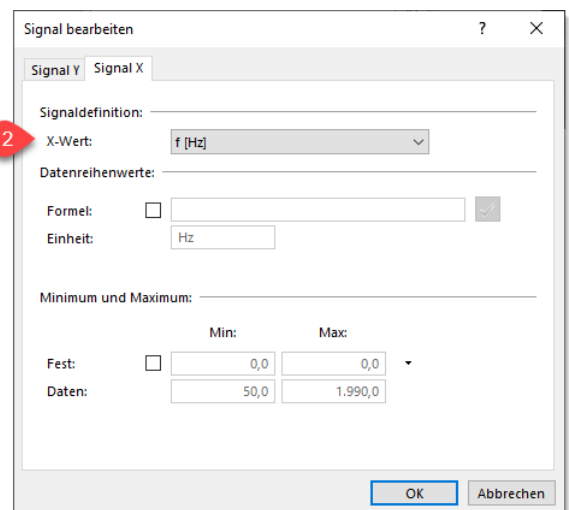 Signal bearbeiten ?
Signal Y Signal X
Signaldefinition:
2 X-Wert: f [Hz]
Datenreihenwerte:
Formel:
Einheit: Hz
Minimum und Maximum:
Min: Max:
Fest: 0,0 0,0
Daten: 50,0 1.990,0
OK Abbrechen